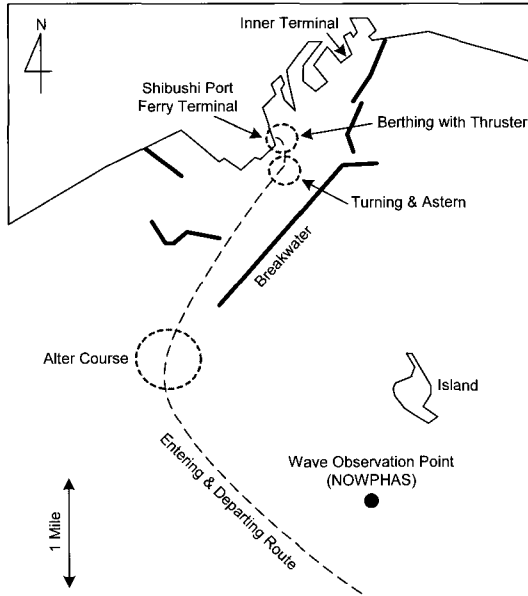 Inner Terminal
N
Shibushi Port
Ferry Terminal
Berthing with Thruster
Turning & Astern
Breakwater
Alter Course
Island
Wave Observation Point
(NOWPHAS)
Entering & Departing Route
1 Mile